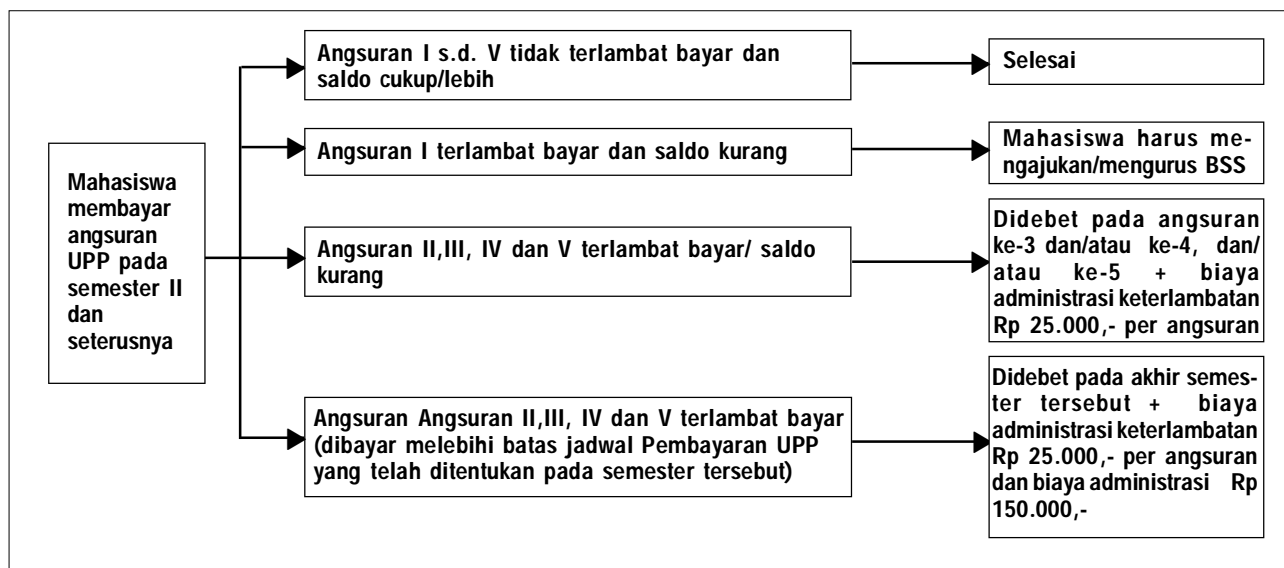 Angsuran I s.d. V tidak terlambat bayar dan
saldo cukup/lebih
Selesai
Angsuran I terlambat bayar dan saldo kurang
Mahasiswa harus me-
ngajukan/mengurus BSS
Mahasiswa
membayar
angsuran
UPP pada
semester II
dan
seterusnya
Angsuran II,III, IV dan V terlambat bayar/ saldo
kurang
Didebet pada angsuran
ke-3 dan/atau ke-4, dan/
atau ke-5 + biaya
administrasi keterlambatan
Rp 25.000,- per angsuran
Angsuran Angsuran II,III, IV dan V terlambat bayar
(dibayar melebihi batas jadwal Pembayaran UPP
yang telah ditentukan pada semester tersebut)
Didebet pada akhir semes-
ter tersebut + biaya
administrasi keterlambatan
Rp 25.000,- per angsuran
dan biaya administrasi Rp
150.000,-